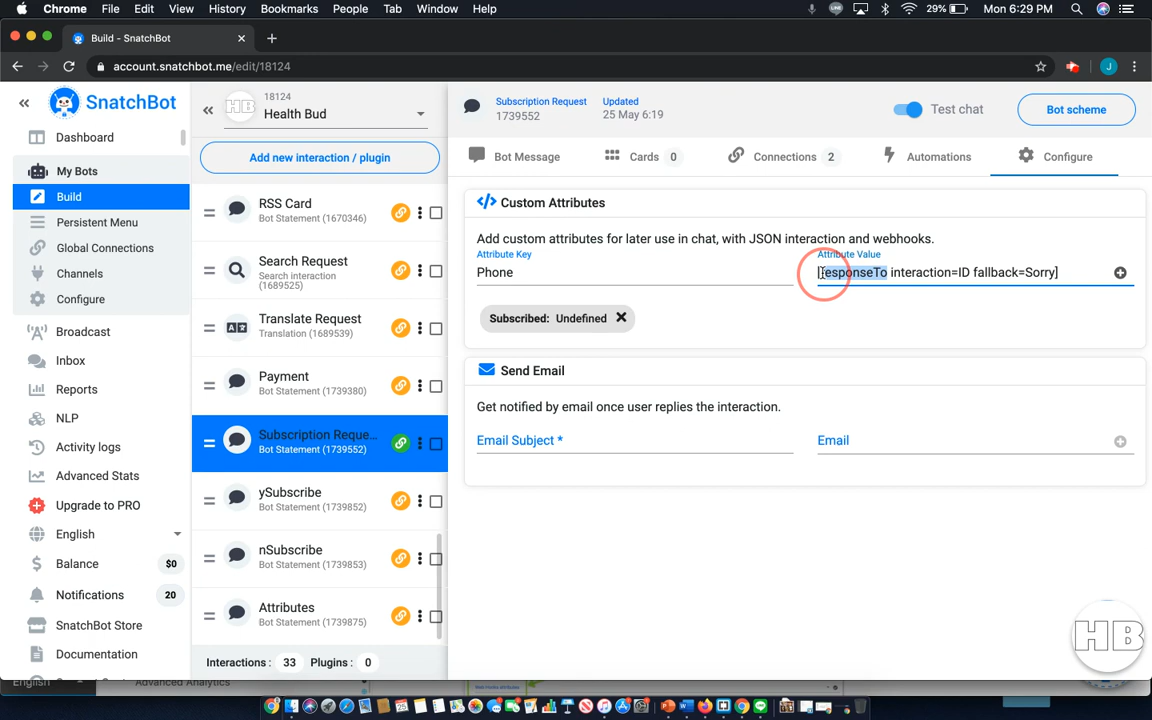 Chrome File Edit View History Bookmarks People Tab Window Help 29% Mon 6:29 PM
Build - SnatchBot
account.snatchbot.me/edit/18124 J
SnatchBot
Dashboard
My Bots
Build
Persistent Menu
Global Connections
Channels
Configure
Broadcast
Inbox
Reports
NLP
Activity logs
Advanced Stats
Upgrade to PRO
English
Balance $0
Notifications 20
SnatchBot Store
Documentation
HB
18124
Health Bud
Add new interaction / plugin
RSS Card
Bot Statement (1670346)
Search Request
Search interaction
(1689525)
Translate Request
Translation (1689539)
Payment
Bot Statement (1739380)
Subscription Reque...
Bot Statement (1739552)
ySubscribe
Bot Statement (1739852)
nSubscribe
Bot Statement (1739853)
Attributes
Bot Statement (1739875)
Interactions : 33 Plugins : 0
Subscription Request
1739552
Updated
25 May 6:19
Test chat
Bot scheme
Bot Message
Cards 0
Connections 2
Automations
Configure
Custom Attributes
Add custom attributes for later use in chat, with JSON interaction and webhooks.
Attribute Key
Phone
Attribute Value
[responseTo interaction=ID fallback=Sorry]
Subscribed: Undefined
Send Email
Get notified by email once user replies the interaction.
Email Subject *
Email
HB
English
Advanced Analytics